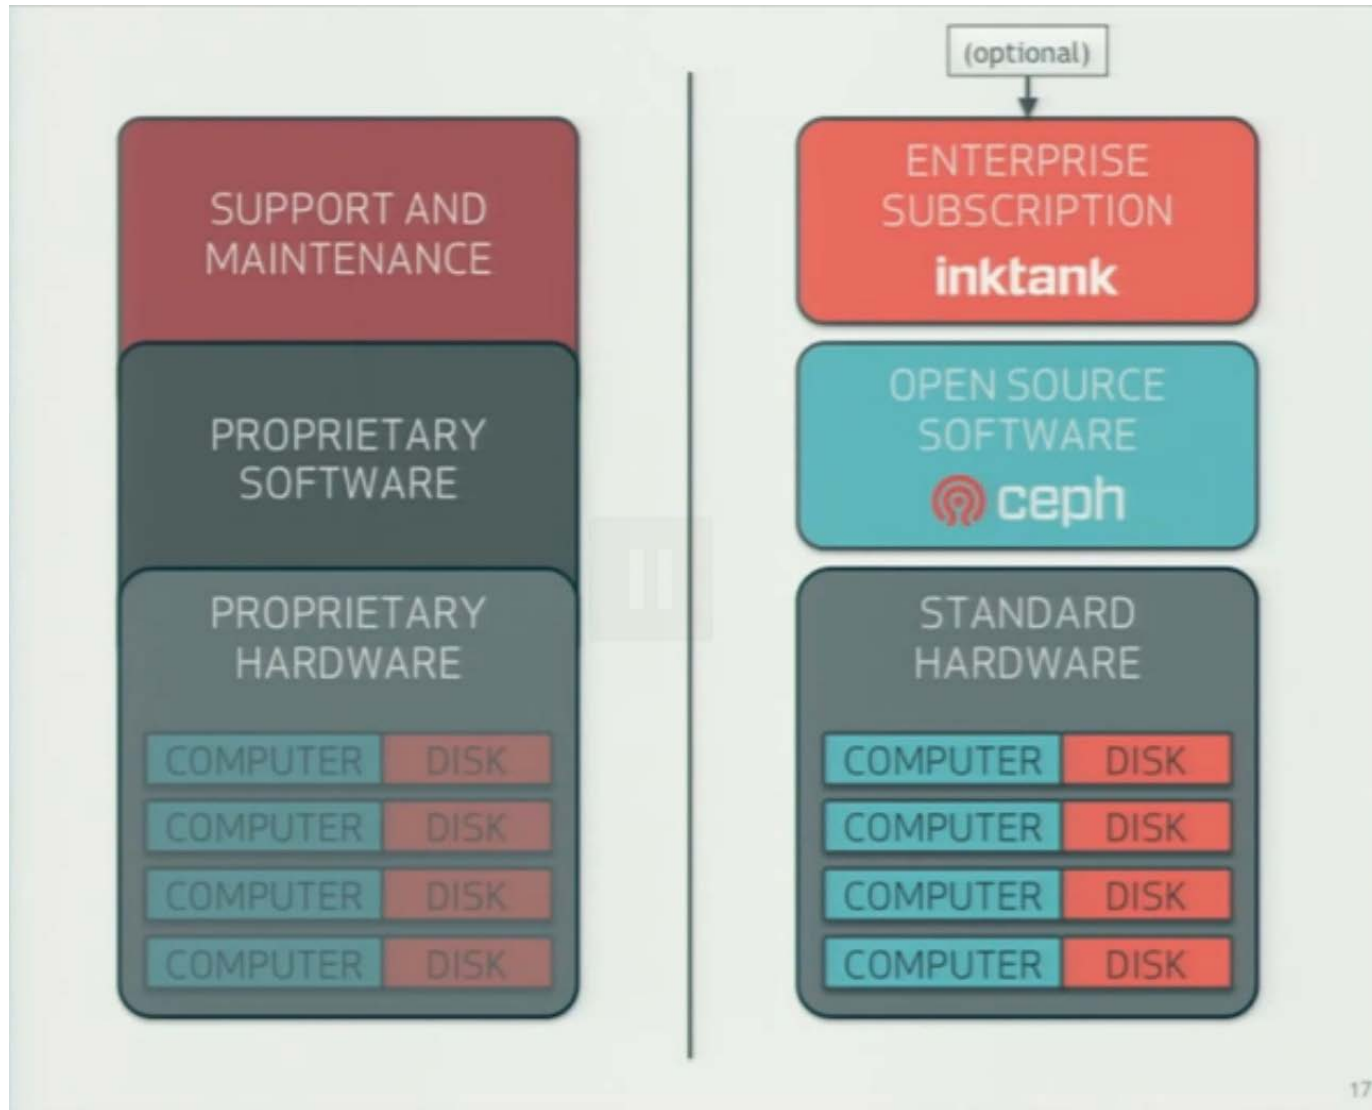 SUPPORT AND
MAINTENANCE
PROPRIETARY
SOFTWARE
PROPRIETARY
HARDWARE
COMPUTER DISK
COMPUTER DISK
COMPUTER DISK
COMPUTER DISK
(optional)
ENTERPRISE
SUBSCRIPTION
inktank
OPEN SOURCE
SOFTWARE
ceph
STANDARD
HARDWARE
COMPUTER DISK
COMPUTER DISK
COMPUTER DISK
COMPUTER DISK
17